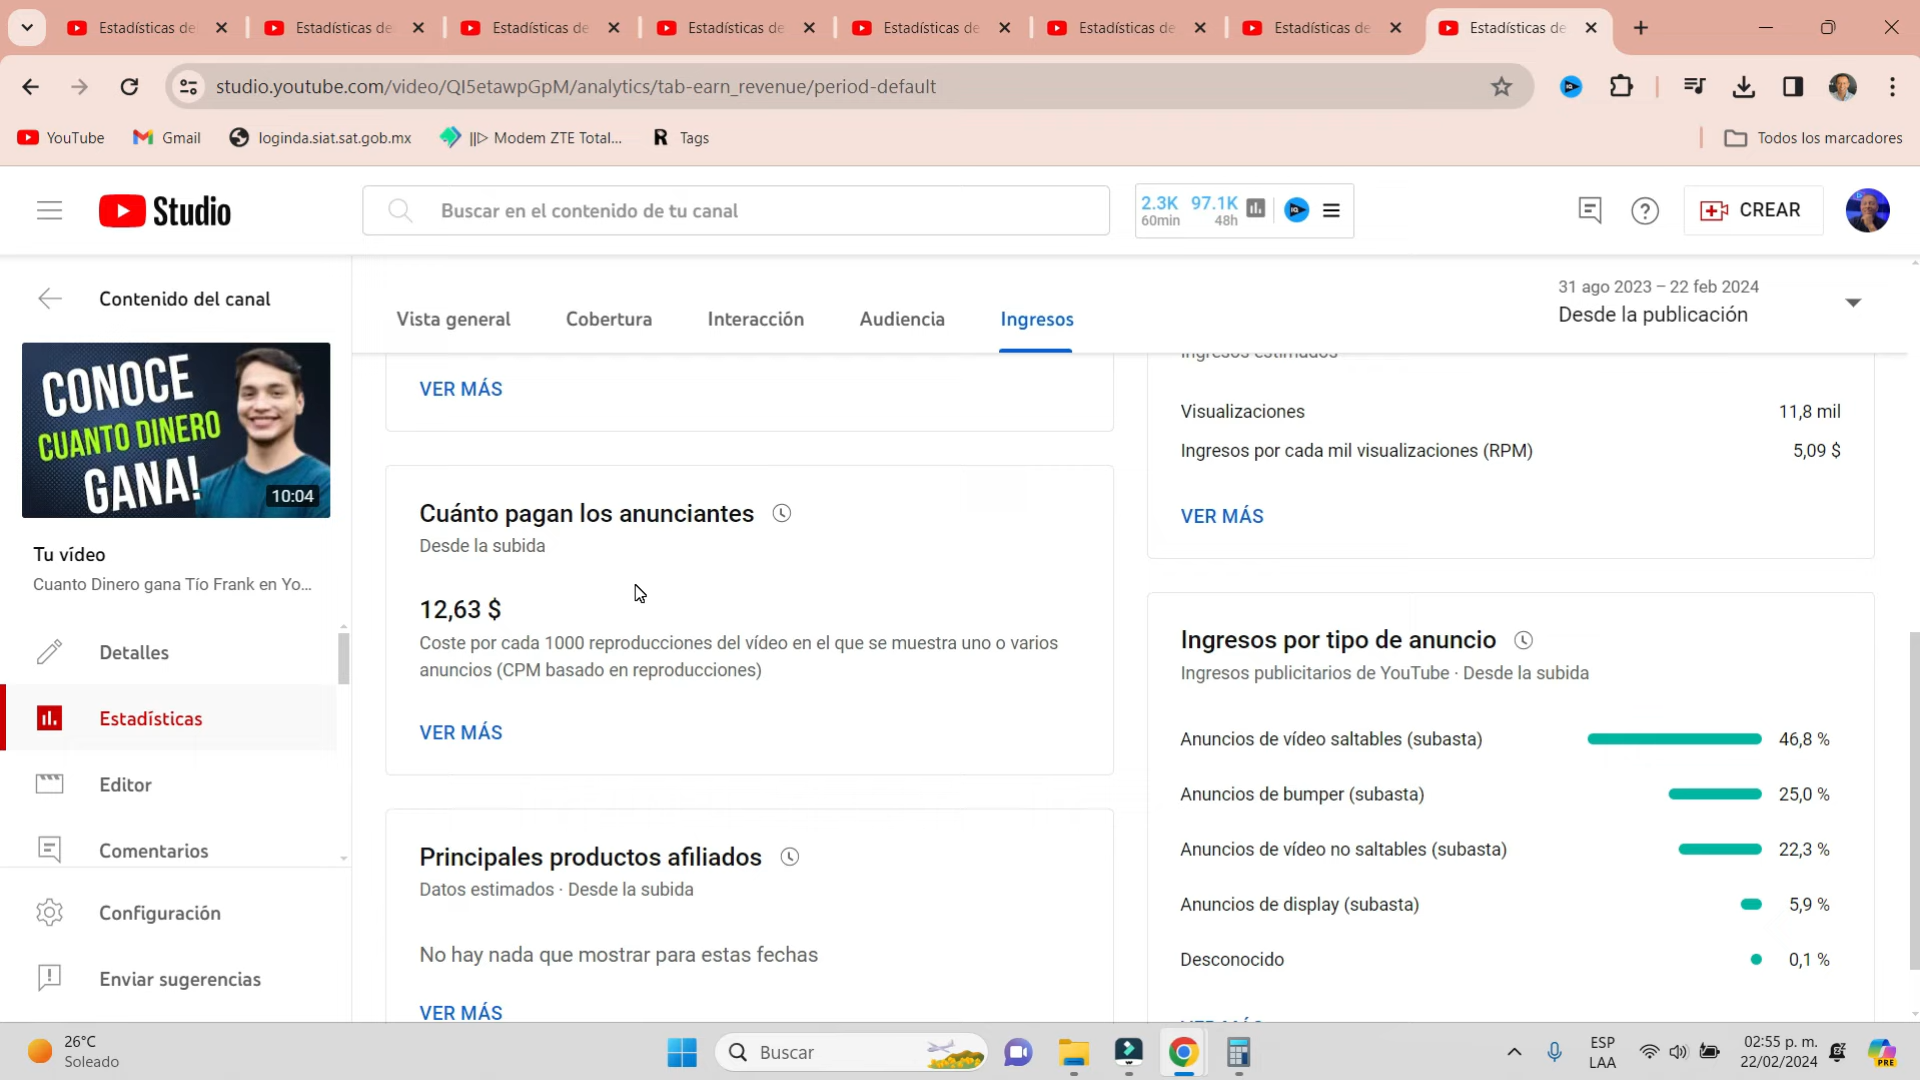 Estadísticas de
Estadísticas de
Estadísticas de
Estadísticas de
Estadísticas de
Estadísticas de
Estadísticas de
Estadísticas de
studio.youtube.com/video/QI5etawpGpM/analytics/tab-earn_revenue/period-default
YouTube
Gmail
loginda.siat.sat.gob.mx
||▷ Modem ZTE Total...
Tags
Todos los marcadores
Studio
Buscar en el contenido de tu canal
2.3K 97.1K
60min 48h
CREAR
Contenido del canal
CONOCE
CUANTO DINERO
GANA!
10:04
Tu vídeo
Cuanto Dinero gana Tío Frank en Yo...
Detalles
Estadísticas
Editor
Comentarios
Configuración
Enviar sugerencias
Vista general
Cobertura
Interacción
Audiencia
Ingresos
31 ago 2023 – 22 feb 2024
Desde la publicación
VER MÁS
Cuánto pagan los anunciantes
Desde la subida
12,63 $
Coste por cada 1000 reproducciones del vídeo en el que se muestra uno o varios
anuncios (CPM basado en reproducciones)
VER MÁS
Principales productos afiliados
Datos estimados · Desde la subida
No hay nada que mostrar para estas fechas
VER MÁS
Ingresos estimados
Visualizaciones 11,8 mil
Ingresos por cada mil visualizaciones (RPM) 5,09 $
VER MÁS
Ingresos por tipo de anuncio
Ingresos publicitarios de YouTube · Desde la subida
Anuncios de vídeo saltables (subasta) 46,8 %
Anuncios de bumper (subasta) 25,0 %
Anuncios de vídeo no saltables (subasta) 22,3 %
Anuncios de display (subasta) 5,9 %
Desconocido 0,1 %
VER MÁS
26°C
Soleado
Buscar
ESP
LAA
02:55 p. m.
22/02/2024
PRE